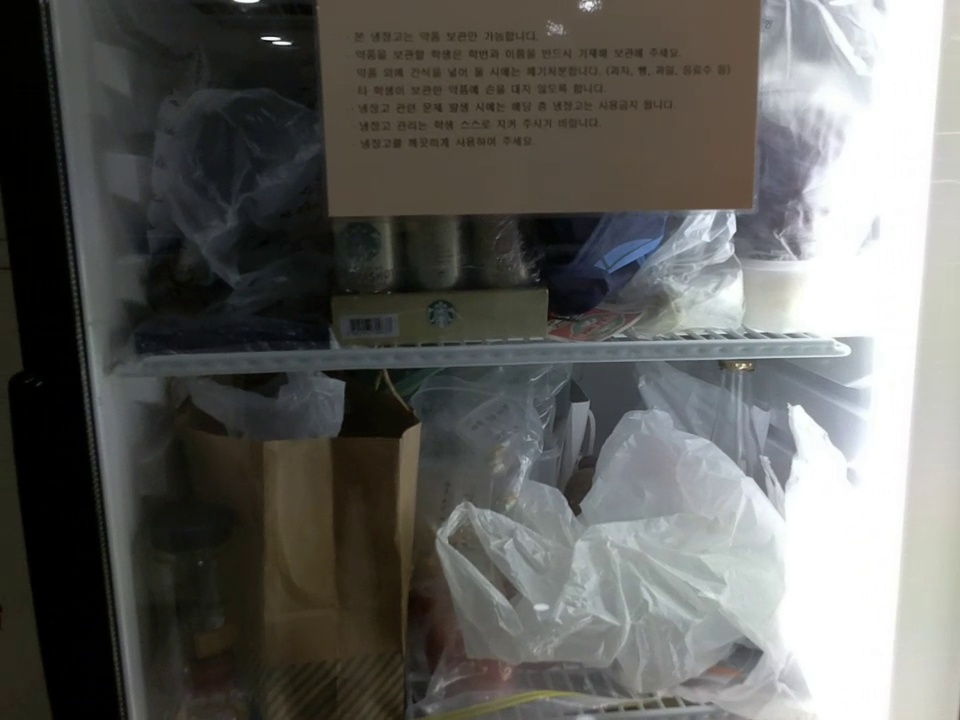 · 본 냉장고는 약품 보관만 가능합니다.
· 약품을 보관할 학생은 학번과 이름을 반드시 기재해 보관해 주세요.
약품 외에 간식을 넣어 둘 시에는 폐기처분합니다. (과자, 빵, 과일, 음료수 등)
타 학생이 보관한 약품에 손을 대지 않도록 합니다.
· 냉장고 관련 문제 발생 시에는 해당 층 냉장고는 사용금지 됩니다.
· 냉장고 관리는 학생 스스로 지켜 주시기 바랍니다.
· 냉장고를 깨끗하게 사용하여 주세요.